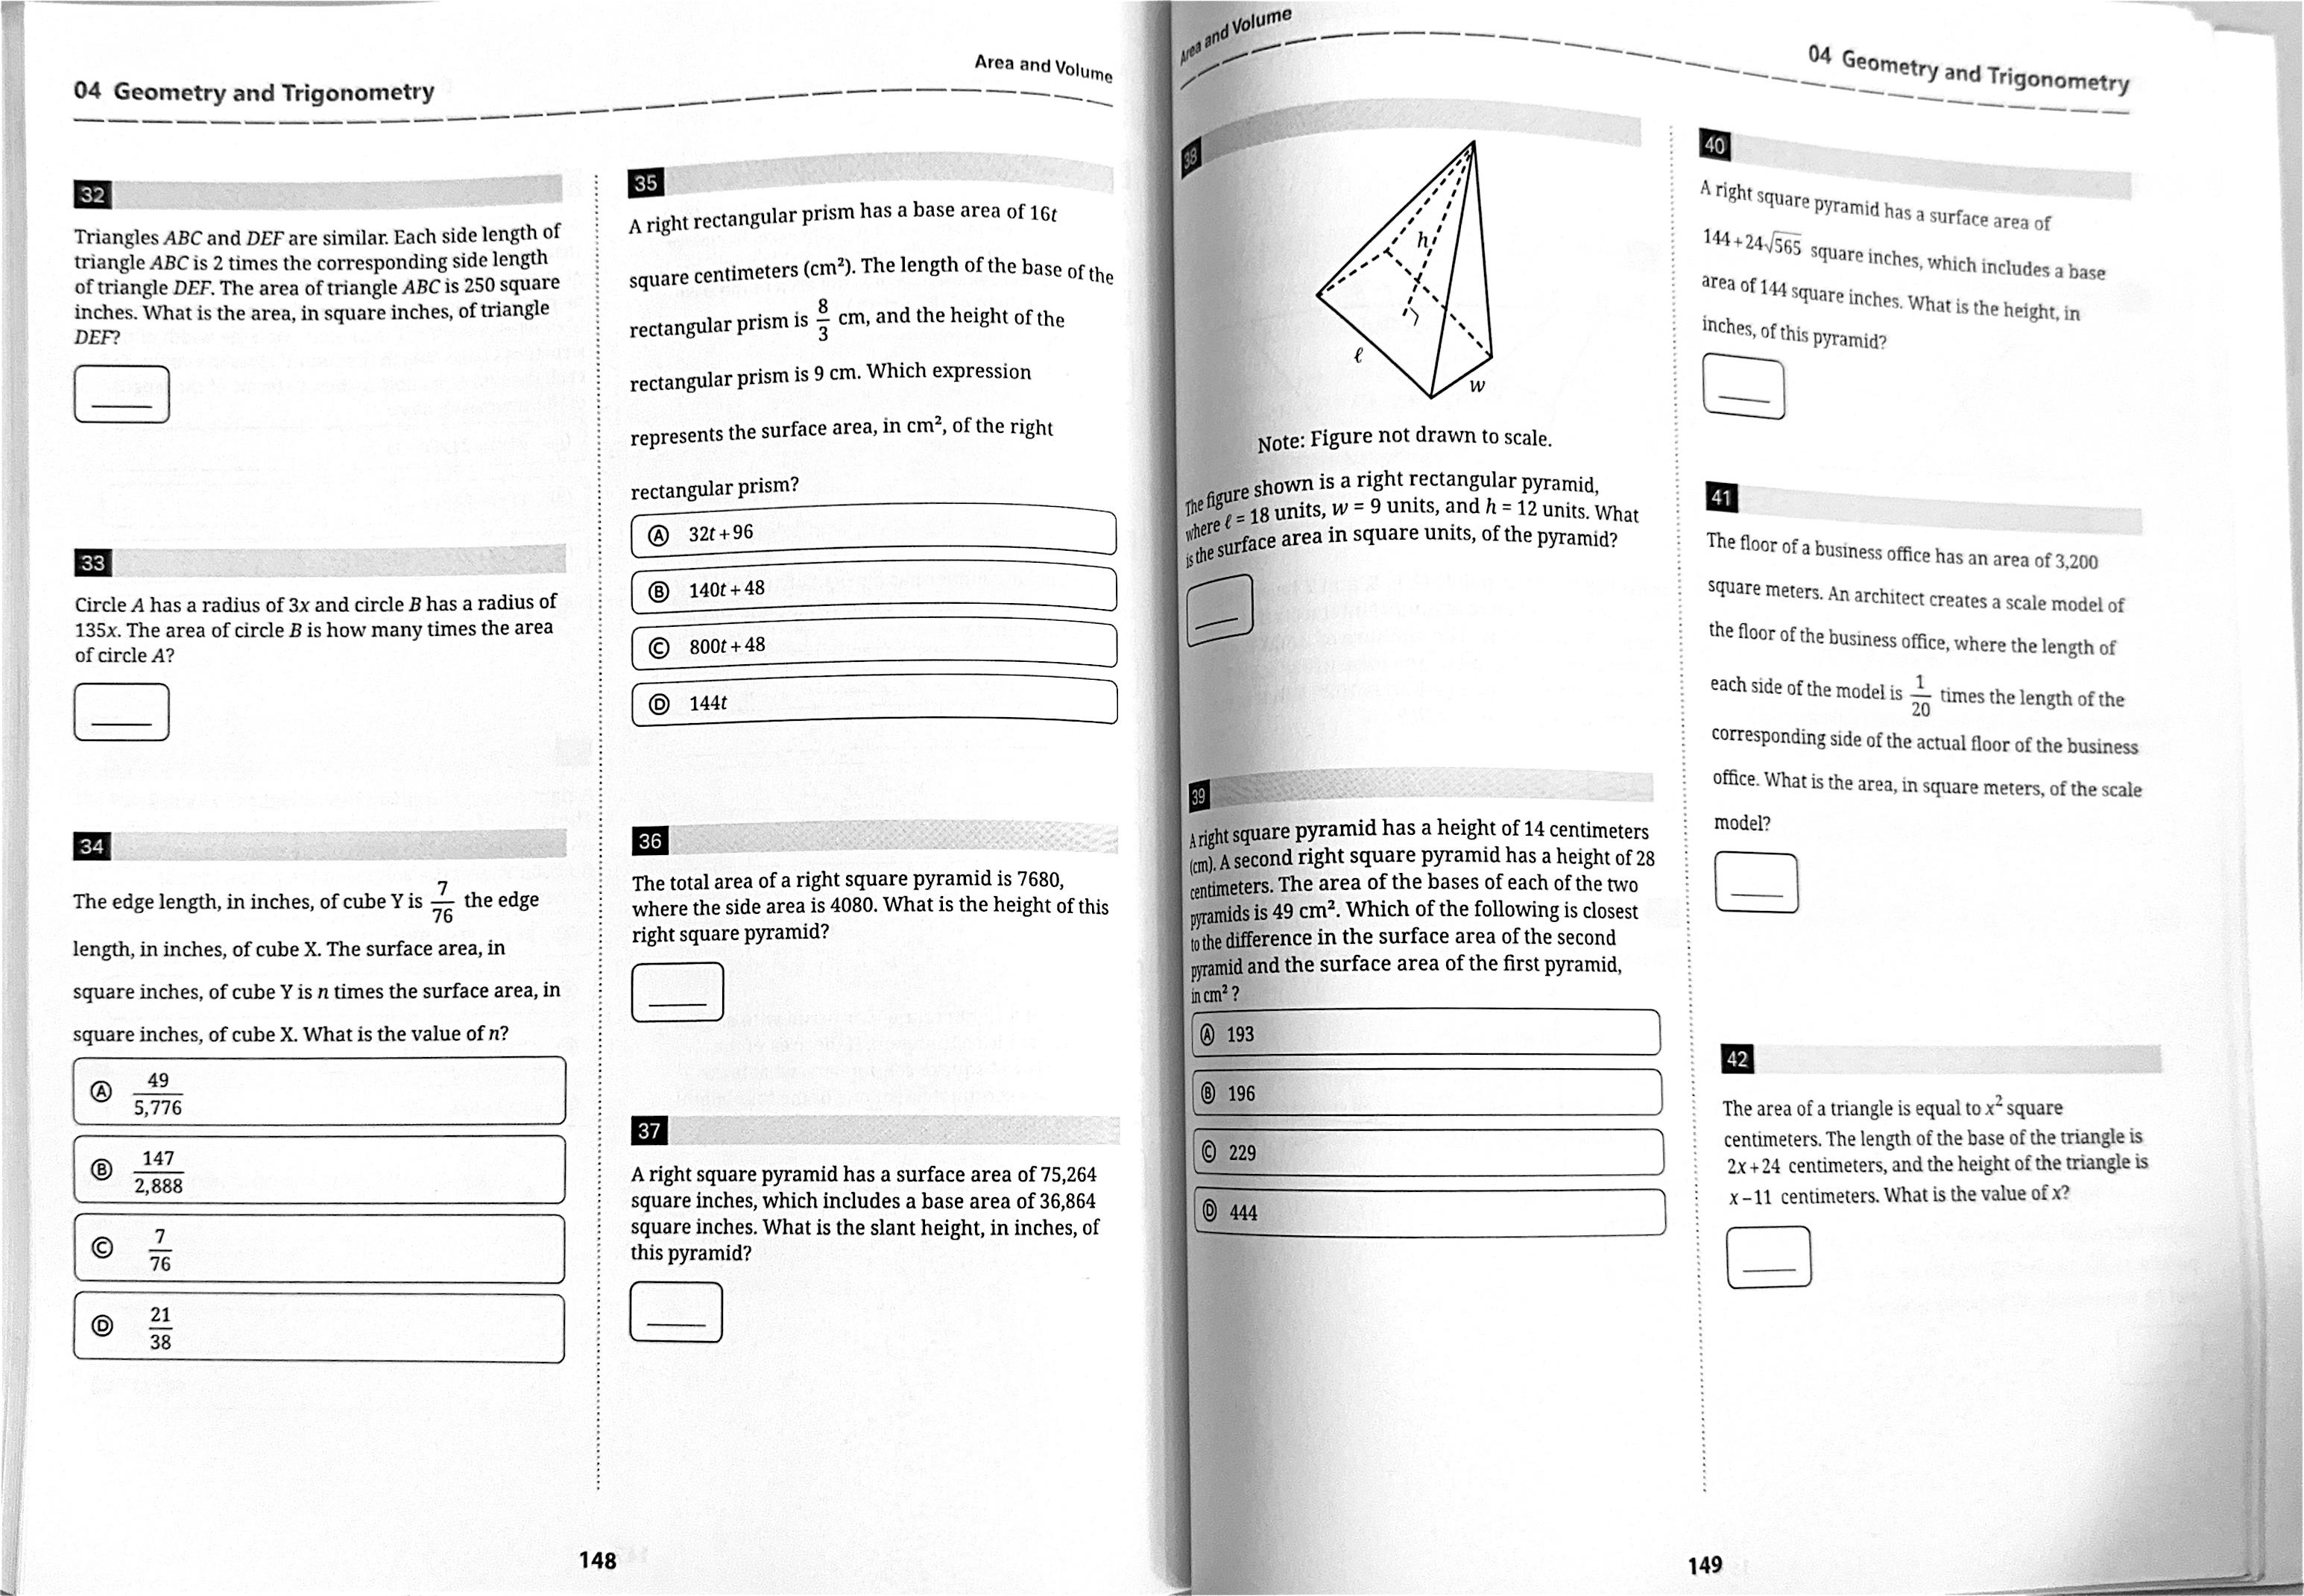 04 Geometry and Trigonometry
Area and Volume
32
Triangles ABC and DEF are similar. Each side length of
triangle ABC is 2 times the corresponding side length
of triangle DEF. The area of triangle ABC is 250 square
inches. What is the area, in square inches, of triangle
DEF?
33
Circle A has a radius of 3x and circle B has a radius of
135x. The area of circle B is how many times the area
of circle A?
34
The edge length, in inches, of cube Y is 7/76 the edge
length, in inches, of cube X. The surface area, in
square inches, of cube Y is n times the surface area, in
square inches, of cube X. What is the value of n?
Ⓐ 49/5,776
Ⓑ 147/2,888
Ⓒ 7/76
Ⓓ 21/38
35
A right rectangular prism has a base area of 16t
square centimeters (cm²). The length of the base of the
rectangular prism is 8/3 cm, and the height of the
rectangular prism is 9 cm. Which expression
represents the surface area, in cm², of the right
rectangular prism?
Ⓐ 32t+96
Ⓑ 140t+48
Ⓒ 800t+48
Ⓓ 144t
36
The total area of a right square pyramid is 7680,
where the side area is 4080. What is the height of this
right square pyramid?
37
A right square pyramid has a surface area of 75,264
square inches, which includes a base area of 36,864
square inches. What is the slant height, in inches, of
this pyramid?
148
Area and Volume
04 Geometry and Trigonometry
38
h
ℓ
w
Note: Figure not drawn to scale.
The figure shown is a right rectangular pyramid,
where ℓ = 18 units, w = 9 units, and h = 12 units. What
is the surface area in square units, of the pyramid?
39
A right square pyramid has a height of 14 centimeters
(cm). A second right square pyramid has a height of 28
centimeters. The area of the bases of each of the two
pyramids is 49 cm². Which of the following is closest
to the difference in the surface area of the second
pyramid and the surface area of the first pyramid,
in cm² ?
Ⓐ 193
Ⓑ 196
Ⓒ 229
Ⓓ 444
40
A right square pyramid has a surface area of
144+24√565 square inches, which includes a base
area of 144 square inches. What is the height, in
inches, of this pyramid?
41
The floor of a business office has an area of 3,200
square meters. An architect creates a scale model of
the floor of the business office, where the length of
each side of the model is 1/20 times the length of the
corresponding side of the actual floor of the business
office. What is the area, in square meters, of the scale
model?
42
The area of a triangle is equal to x² square
centimeters. The length of the base of the triangle is
2x+24 centimeters, and the height of the triangle is
x−11 centimeters. What is the value of x?
149